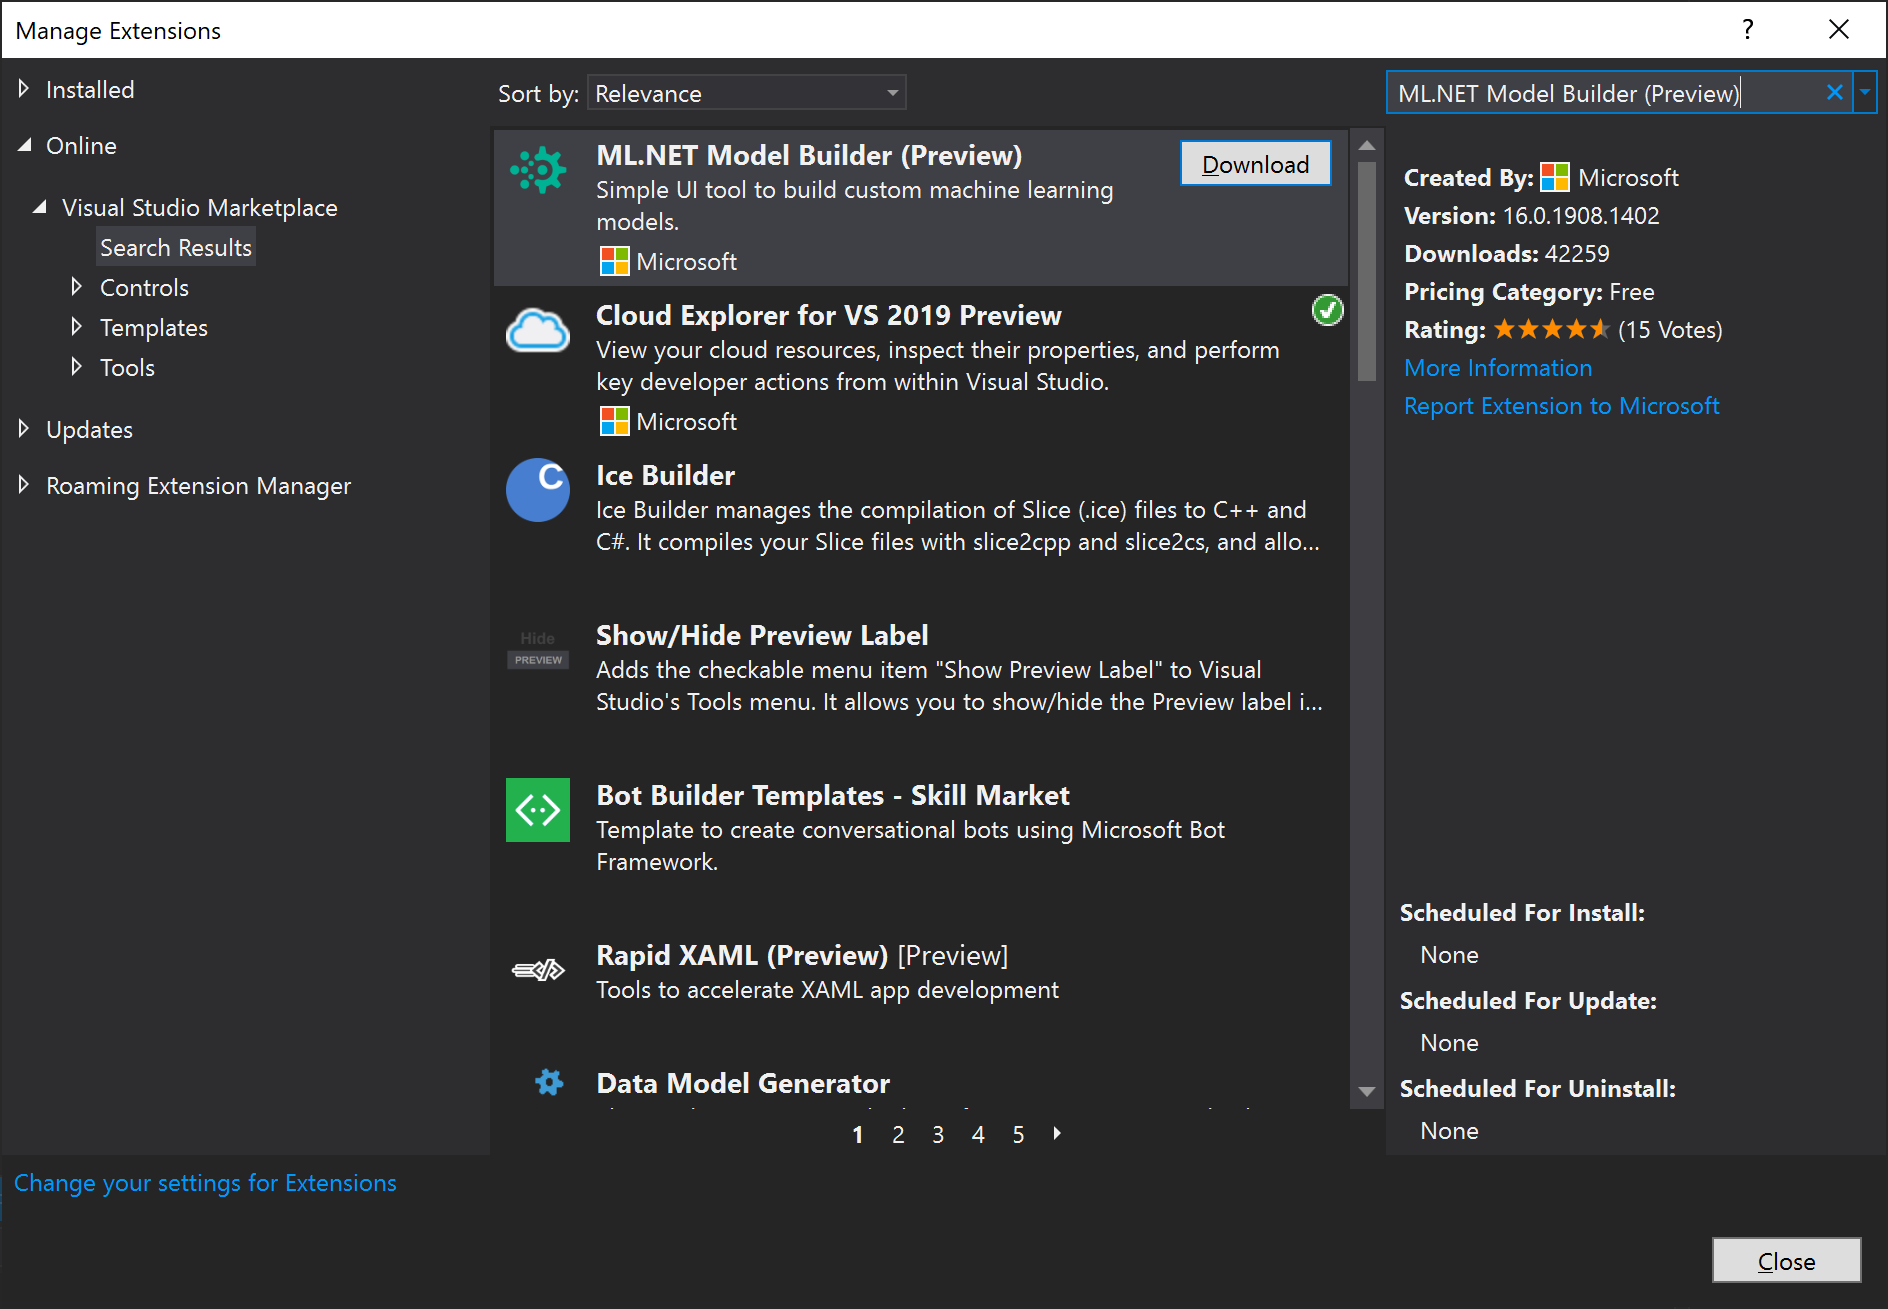 Manage Extensions
?
Installed
Online
Visual Studio Marketplace
Search Results
Controls
Templates
Tools
Updates
Roaming Extension Manager
Change your settings for Extensions
Sort by: Relevance
ML.NET Model Builder (Preview)
Download
Simple UI tool to build custom machine learning
models.
Microsoft
Cloud Explorer for VS 2019 Preview
View your cloud resources, inspect their properties, and perform
key developer actions from within Visual Studio.
Microsoft
C
Ice Builder
Ice Builder manages the compilation of Slice (.ice) files to C++ and
C#. It compiles your Slice files with slice2cpp and slice2cs, and allo...
Hide
PREVIEW
Show/Hide Preview Label
Adds the checkable menu item "Show Preview Label" to Visual
Studio's Tools menu. It allows you to show/hide the Preview label i...
Bot Builder Templates - Skill Market
Template to create conversational bots using Microsoft Bot
Framework.
Rapid XAML (Preview) [Preview]
Tools to accelerate XAML app development
Data Model Generator
1 2 3 4 5
ML.NET Model Builder (Preview)
Created By: Microsoft
Version: 16.0.1908.1402
Downloads: 42259
Pricing Category: Free
Rating: (15 Votes)
More Information
Report Extension to Microsoft
Scheduled For Install:
None
Scheduled For Update:
None
Scheduled For Uninstall:
None
Close